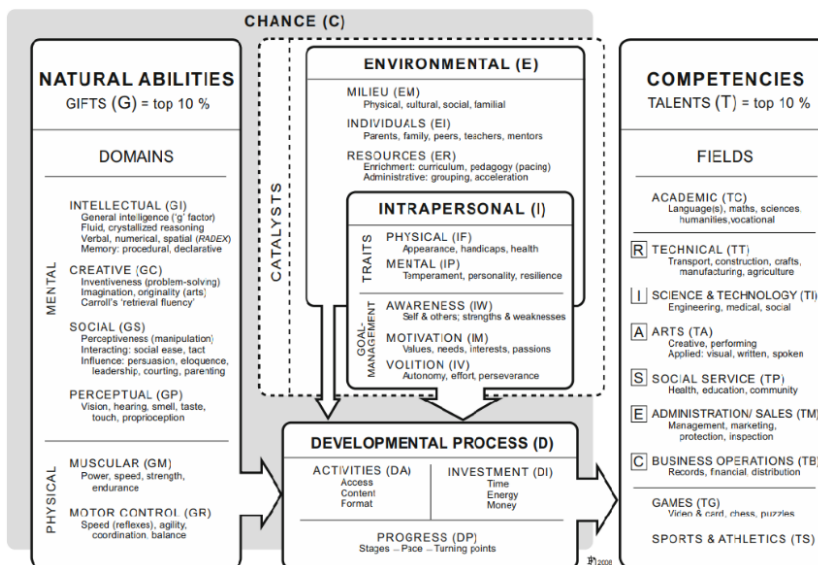 CHANCE (C)
NATURAL ABILITIES
GIFTS (G) = top 10 %
DOMAINS
MENTAL
INTELLECTUAL (GI)
General intelligence ('g' factor)
Fluid, crystallized reasoning
Verbal, numerical, spatial (RADEX)
Memory: procedural, declarative
CREATIVE (GC)
Inventiveness (problem-solving)
Imagination, originality (arts)
Carroll's 'retrieval fluency'
SOCIAL (GS)
Perceptiveness (manipulation)
Interacting: social ease, tact
Influence: persuasion, eloquence,
leadership, courting, parenting
PERCEPTUAL (GP)
Vision, hearing, smell, taste,
touch, proprioception
PHYSICAL
MUSCULAR (GM)
Power, speed, strength,
endurance
MOTOR CONTROL (GR)
Speed (reflexes), agility,
coordination, balance
CATALYSTS
ENVIRONMENTAL (E)
MILIEU (EM)
Physical, cultural, social, familial
INDIVIDUALS (EI)
Parents, family, peers, teachers, mentors
RESOURCES (ER)
Enrichment: curriculum, pedagogy (pacing)
Administrative: grouping, acceleration
INTRAPERSONAL (I)
TRAITS
PHYSICAL (IF)
Appearance, handicaps, health
MENTAL (IP)
Temperament, personality, resilience
GOAL-
MANAGEMENT
AWARENESS (IW)
Self & others; strengths & weaknesses
MOTIVATION (IM)
Values, needs, interests, passions
VOLITION (IV)
Autonomy, effort, perseverance
DEVELOPMENTAL PROCESS (D)
ACTIVITIES (DA)
Access
Content
Format
INVESTMENT (DI)
Time
Energy
Money
PROGRESS (DP)
Stages – Pace – Turning points
2008
COMPETENCIES
TALENTS (T) = top 10 %
FIELDS
ACADEMIC (TC)
Language(s), maths, sciences,
humanities,vocational
R TECHNICAL (TT)
Transport, construction, crafts,
manufacturing, agriculture
I SCIENCE & TECHNOLOGY (TI)
Engineering, medical, social
A ARTS (TA)
Creative, performing
Applied: visual, written, spoken
S SOCIAL SERVICE (TP)
Health, education, community
E ADMINISTRATION/ SALES (TM)
Management, marketing,
protection, inspection
C BUSINESS OPERATIONS (TB)
Records, financial, distribution
GAMES (TG)
Video & card, chess, puzzles
SPORTS & ATHLETICS (TS)